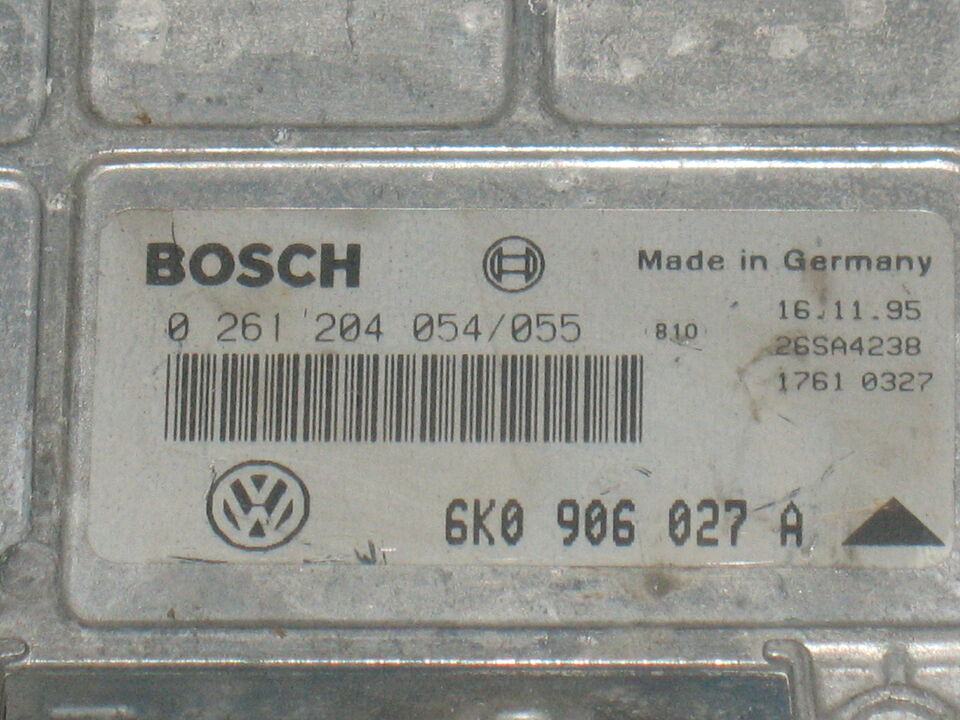 BOSCH
Made in Germany
0 261 204 054/055
810
16.11.95
26SA4238
1761 0327
6K0 906 027 A